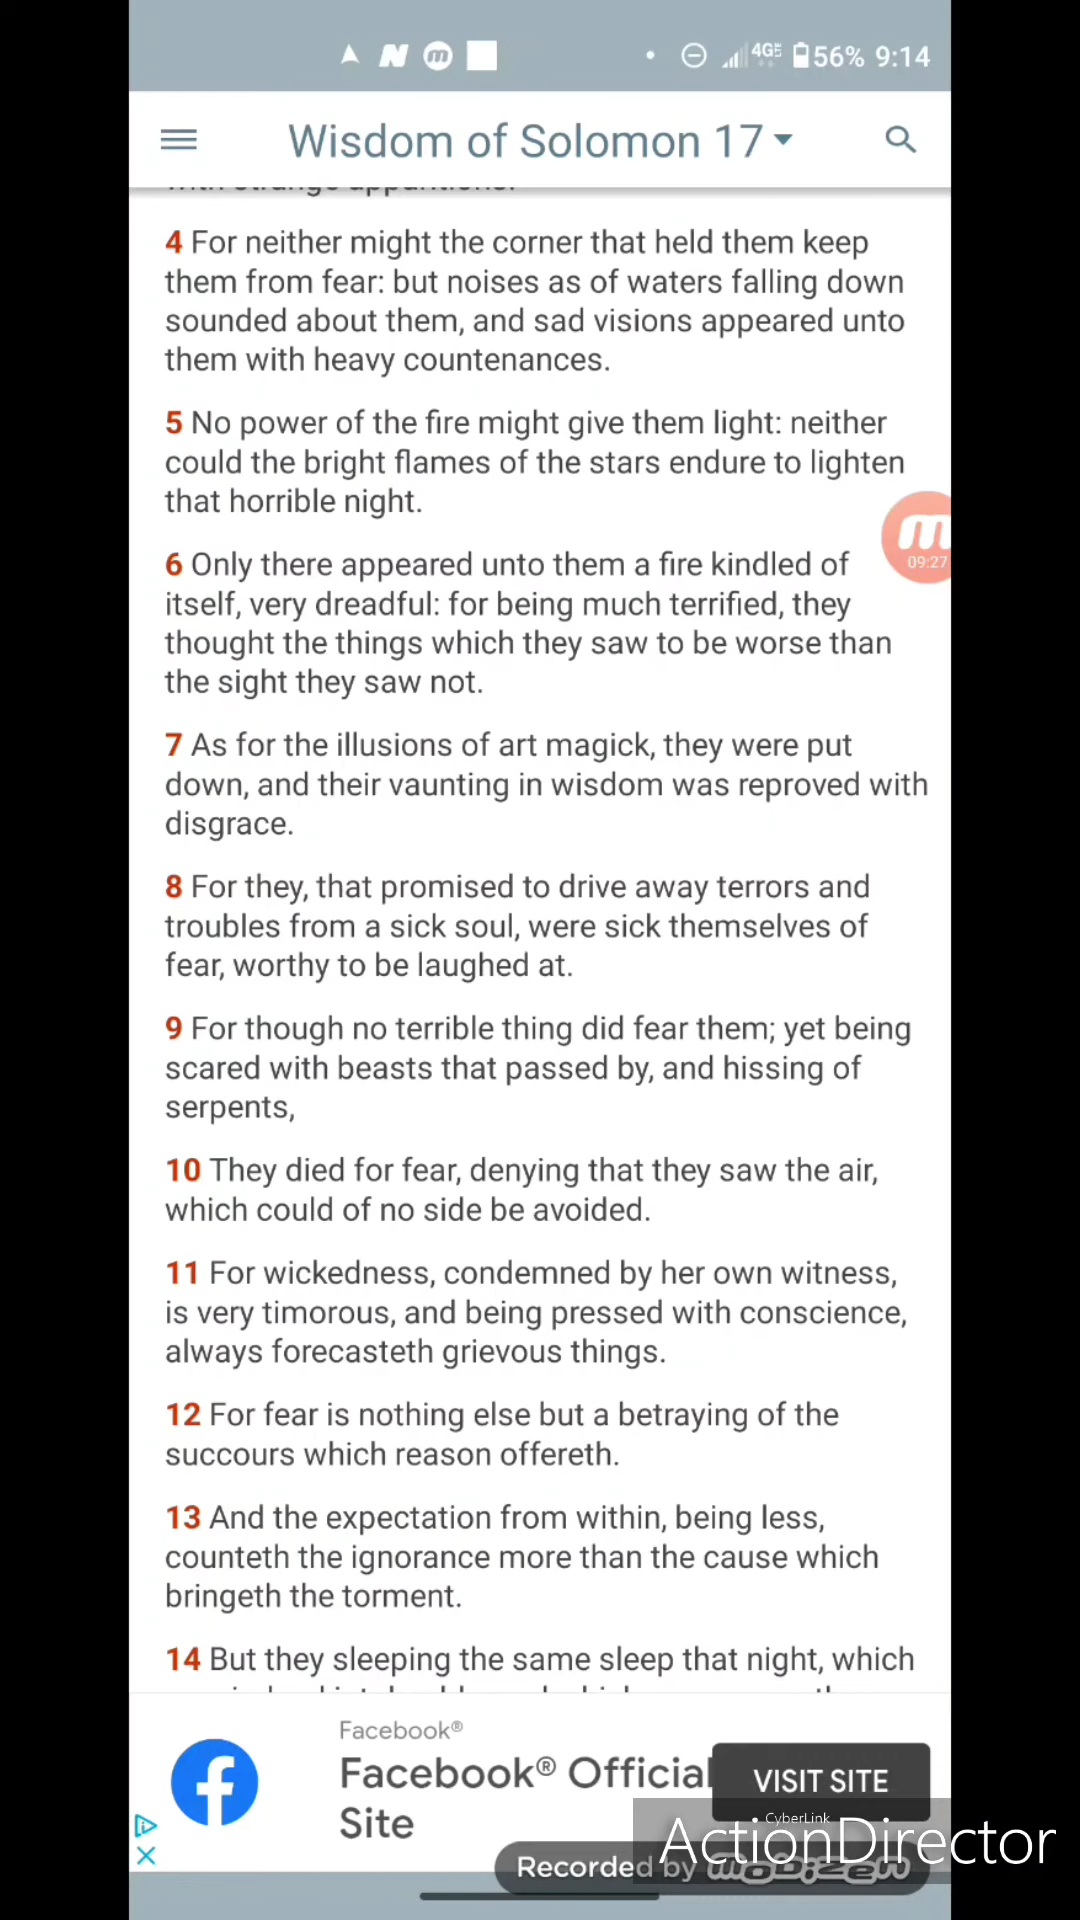 56% 9:14
4G
Wisdom of Solomon 17
with strange apparitions.
4 For neither might the corner that held them keep
them from fear: but noises as of waters falling down
sounded about them, and sad visions appeared unto
them with heavy countenances.
5 No power of the fire might give them light: neither
could the bright flames of the stars endure to lighten
that horrible night.
6 Only there appeared unto them a fire kindled of
itself, very dreadful: for being much terrified, they
thought the things which they saw to be worse than
the sight they saw not.
m
09:27
7 As for the illusions of art magick, they were put
down, and their vaunting in wisdom was reproved with
disgrace.
8 For they, that promised to drive away terrors and
troubles from a sick soul, were sick themselves of
fear, worthy to be laughed at.
9 For though no terrible thing did fear them; yet being
scared with beasts that passed by, and hissing of
serpents,
10 They died for fear, denying that they saw the air,
which could of no side be avoided.
11 For wickedness, condemned by her own witness,
is very timorous, and being pressed with conscience,
always forecasteth grievous things.
12 For fear is nothing else but a betraying of the
succours which reason offereth.
13 And the expectation from within, being less,
counteth the ignorance more than the cause which
bringeth the torment.
14 But they sleeping the same sleep that night, which
Facebook®
Facebook® Official
Site
VISIT SITE
CyberLink
ActionDirector
Recorded by mobizen